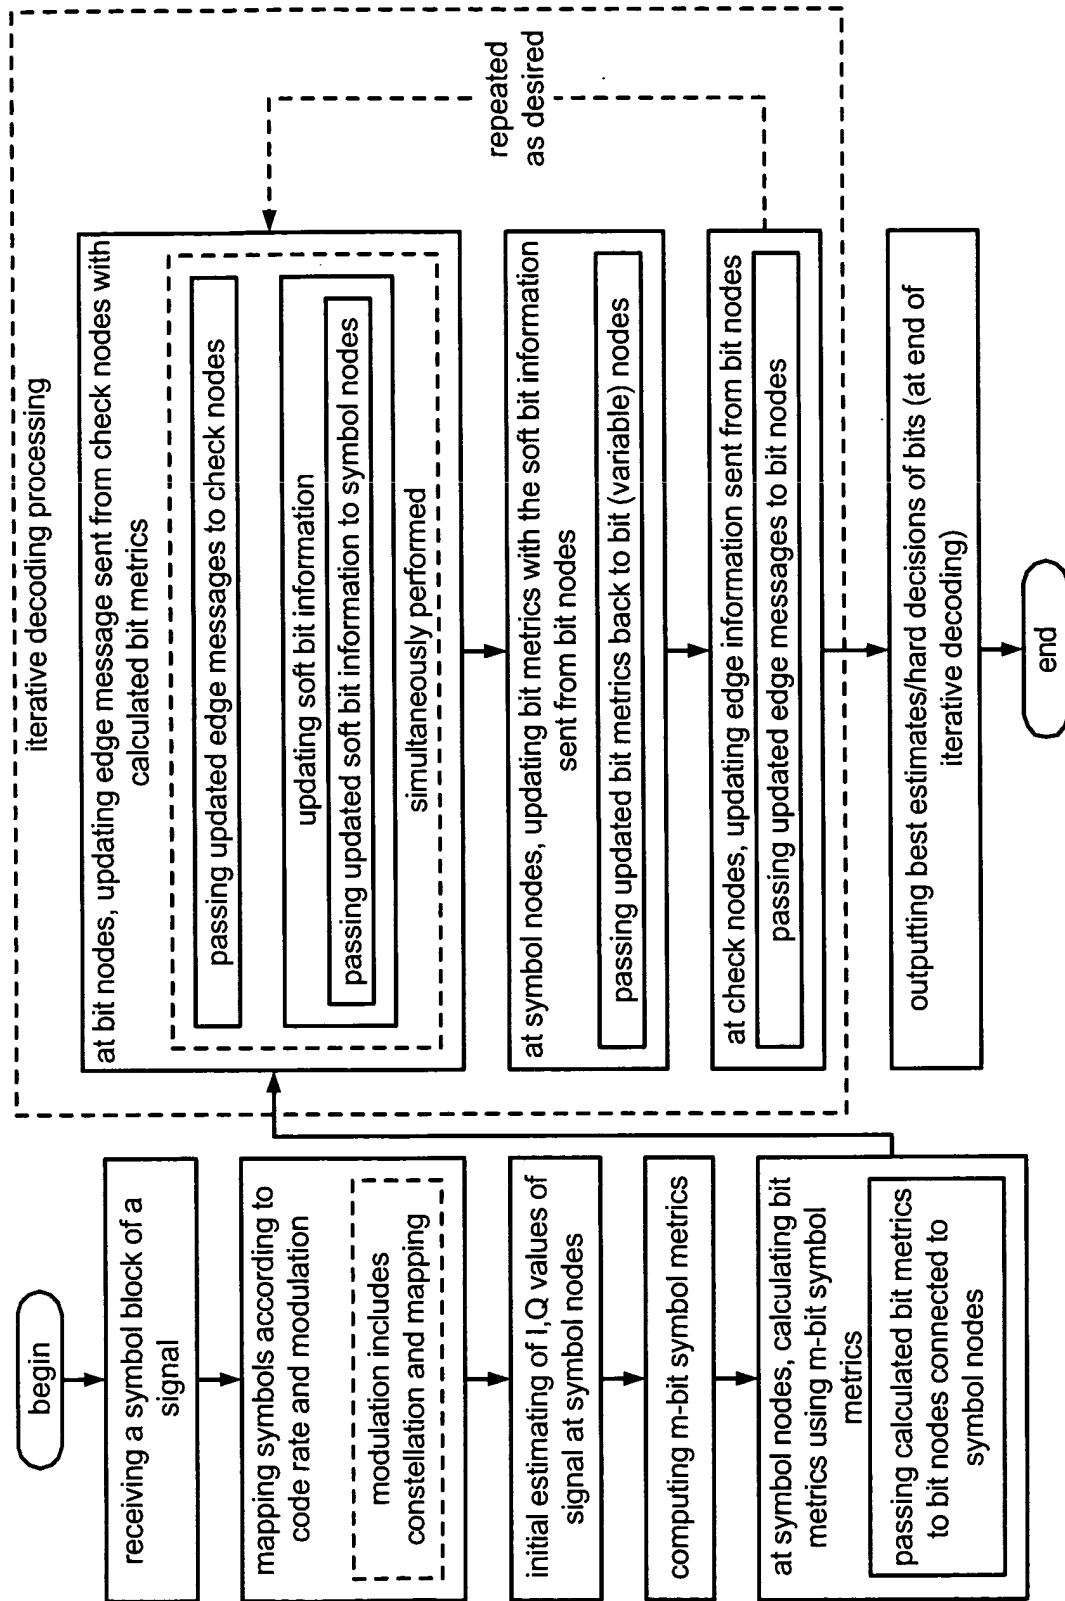 begin
receiving a symbol block of a
signal
mapping symbols according to
code rate and modulation
modulation includes
constellation and mapping
initial estimating of I,Q values of
signal at symbol nodes
computing m-bit symbol metrics
at symbol nodes, calculating bit
metrics using m-bit symbol
metrics
passing calculated bit metrics
to bit nodes connected to
symbol nodes
iterative decoding processing
at bit nodes, updating edge message sent from check nodes with
calculated bit metrics
passing updated edge messages to check nodes
updating soft bit information
passing updated soft bit information to symbol nodes
simultaneously performed
at symbol nodes, updating bit metrics with the soft bit information
sent from bit nodes
passing updated bit metrics back to bit (variable) nodes
at check nodes, updating edge information sent from bit nodes
passing updated edge messages to bit nodes
repeated
as desired
outputting best estimates/hard decisions of bits (at end of
iterative decoding)
end